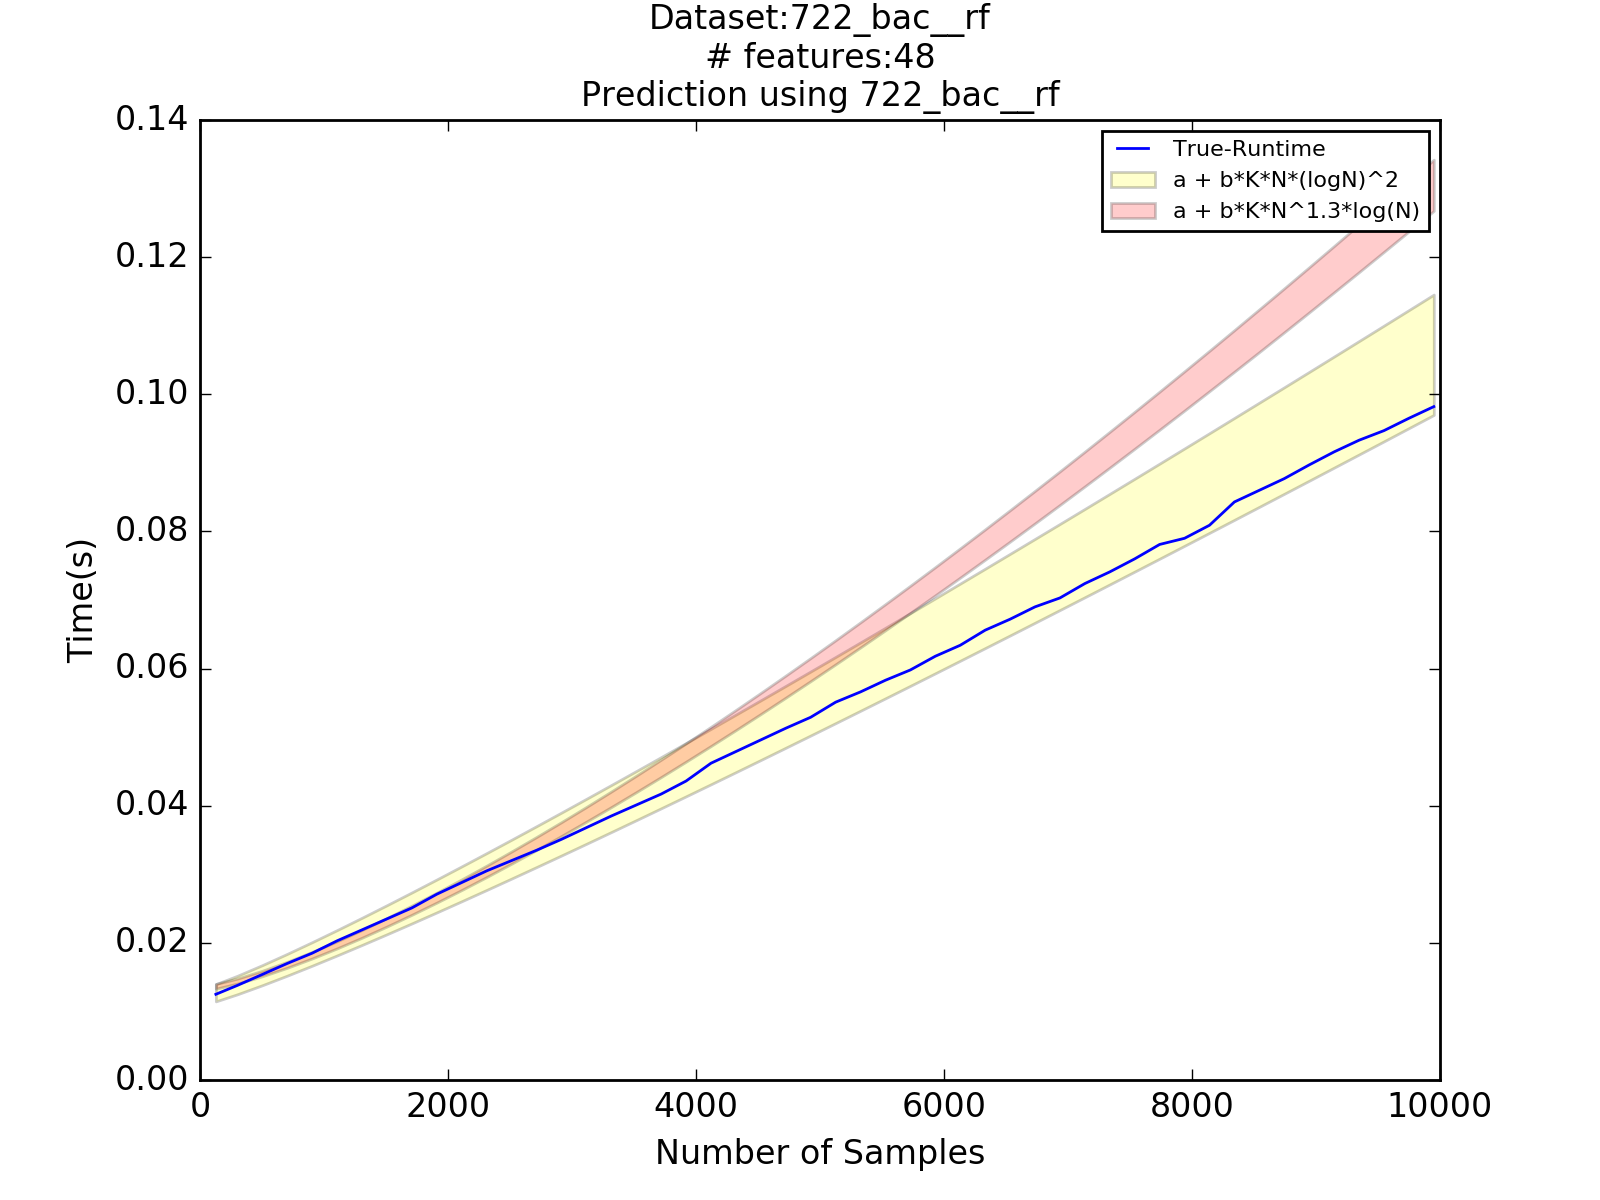 Dataset:722_bac__rf
# features:48
Prediction using 722_bac__rf
0.14
0.12
0.10
0.08
0.06
0.04
0.02
0.00
Time(s)
True-Runtime
a + b*K*N*(logN)^2
a + b*K*N^1.3*log(N)
0 2000 4000 6000 8000 10000
Number of Samples